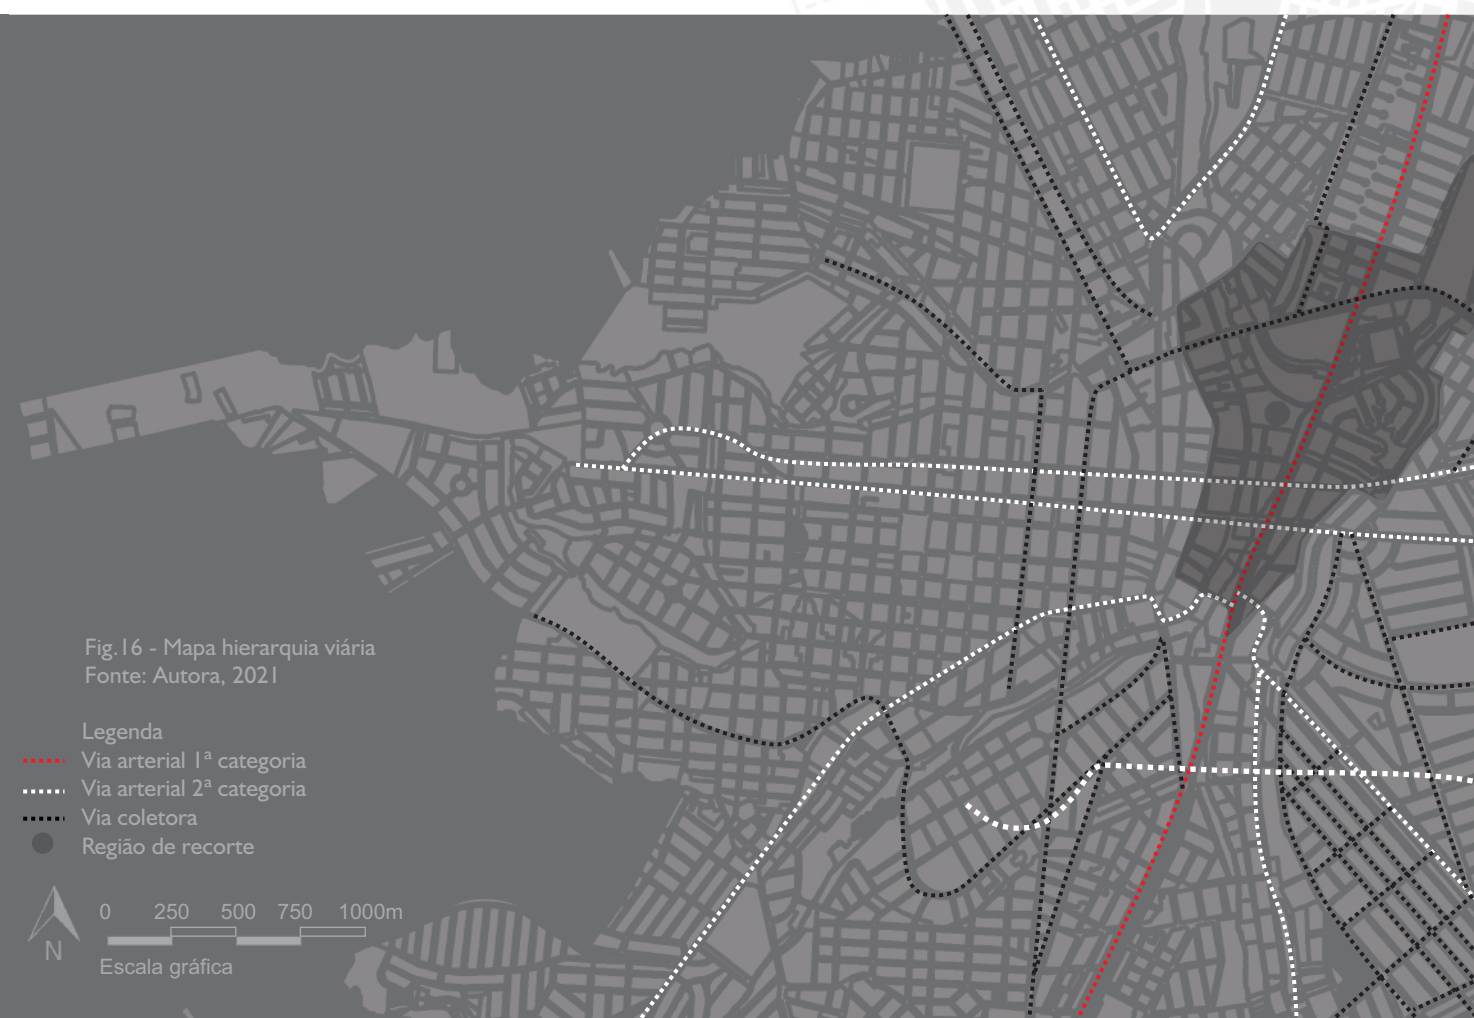 Fig.16 - Mapa hierarquia viária
Fonte: Autora, 2021
Legenda
Via arterial 1ª categoria
Via arterial 2ª categoria
Via coletora
Região de recorte
0 250 500 750 1000m
N
Escala gráfica